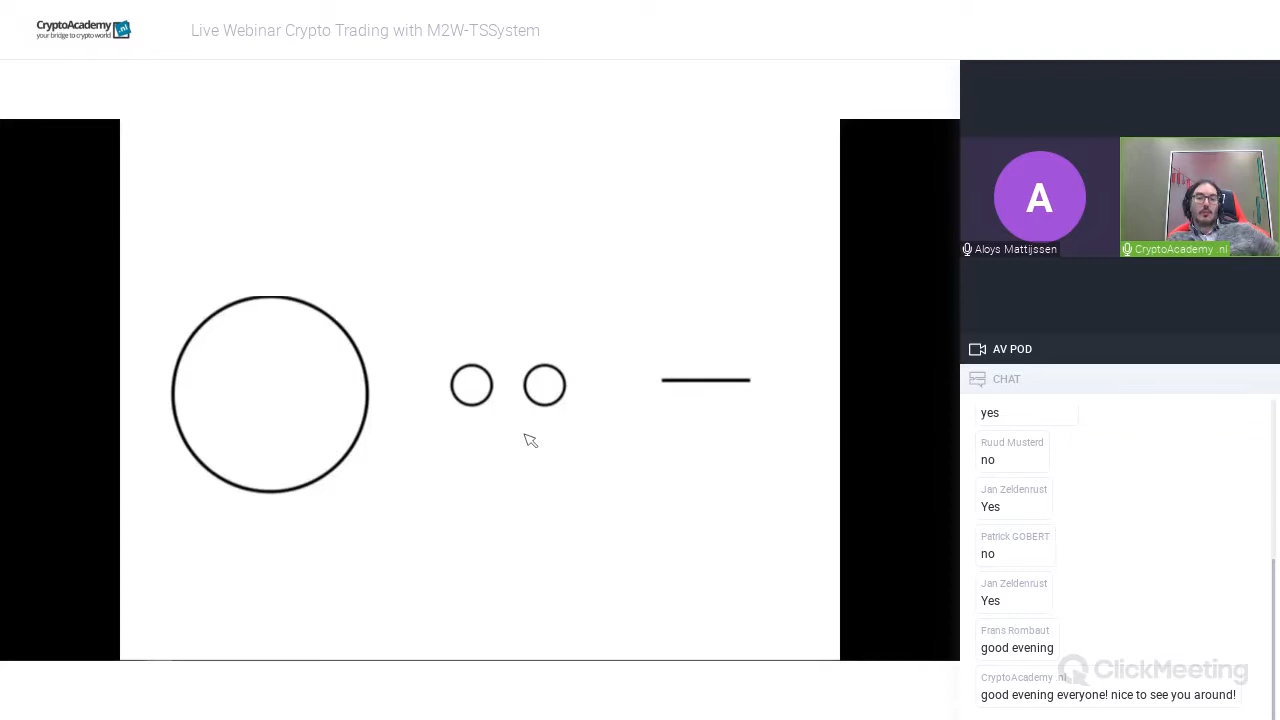 CryptoAcademy .nl
your bridge to crypto world
Live Webinar Crypto Trading with M2W-TSSystem
A
Aloys Mattijssen
CryptoAcademy .nl
AV POD
CHAT
yes
Ruud Musterd
no
Jan Zeldenrust
Yes
Patrick GOBERT
no
Jan Zeldenrust
Yes
Frans Rombaut
good evening
CryptoAcademy .nl
good evening everyone! nice to see you around!
ClickMeeting